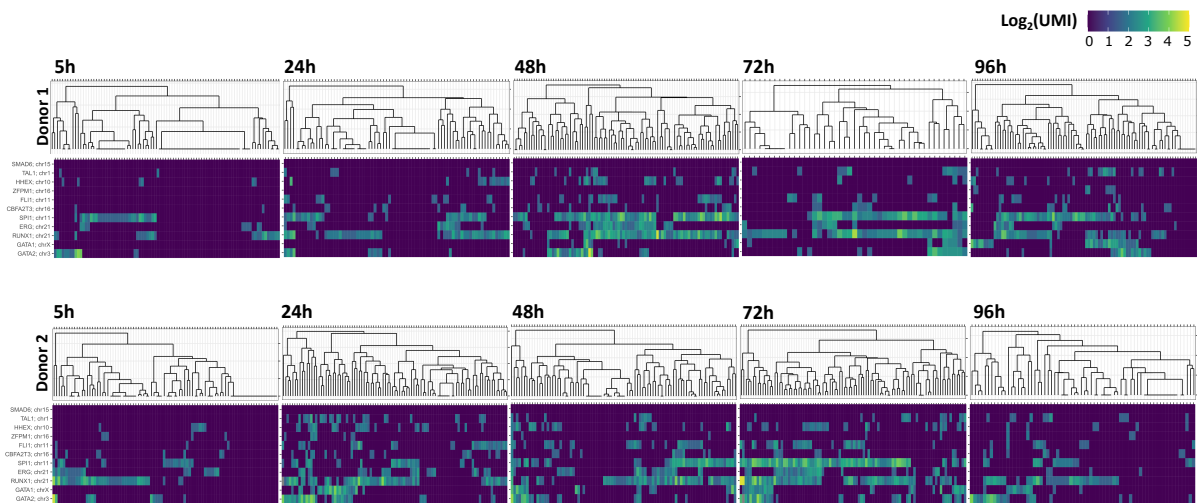 Log₂(UMI)
0 1 2 3 4 5
5h 24h 48h 72h 96h
Donor 1
SMAD6; chr15
TAL1; chr1
HHEX; chr10
ZFPM1; chr16
FLI1; chr11
CBFA2T3; chr16
SPI1; chr11
ERG; chr21
RUNX1; chr21
GATA1; chrX
GATA2; chr3
5h 24h 48h 72h 96h
Donor 2
SMAD6; chr15
TAL1; chr1
HHEX; chr10
ZFPM1; chr16
FLI1; chr11
CBFA2T3; chr16
SPI1; chr11
ERG; chr21
RUNX1; chr21
GATA1; chrX
GATA2; chr3